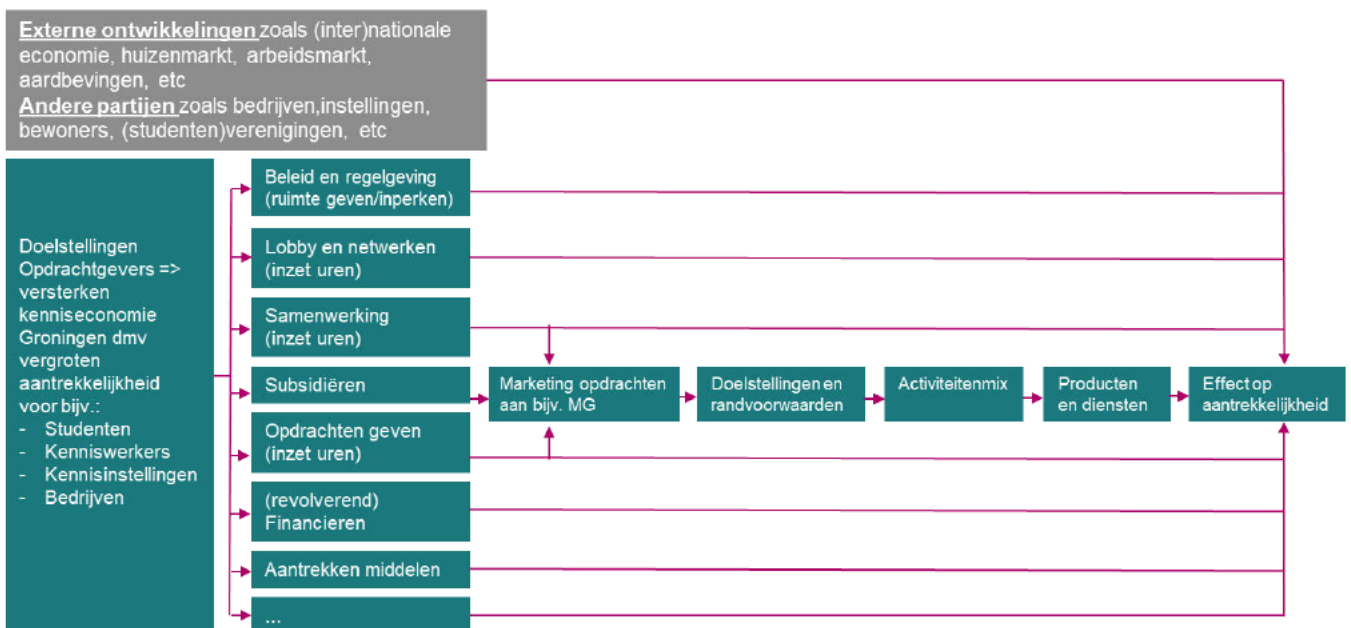 Externe ontwikkelingen zoals (inter)nationale
economie, huizenmarkt, arbeidsmarkt,
aardbevingen, etc
Andere partijen zoals bedrijven,instellingen,
bewoners, (studenten)verenigingen, etc
Doelstellingen
Opdrachtgevers =>
versterken
kenniseconomie
Groningen dmv
vergroten
aantrekkelijkheid
voor bijv.:
- Studenten
- Kenniswerkers
- Kennisinstellingen
- Bedrijven
Beleid en regelgeving
(ruimte geven/inperken)
Lobby en netwerken
(inzet uren)
Samenwerking
(inzet uren)
Subsidiëren
Opdrachten geven
(inzet uren)
(revolverend)
Financieren
Aantrekken middelen
...
Marketing opdrachten
aan bijv. MG
Doelstellingen en
randvoorwaarden
Activiteitenmix
Producten
en diensten
Effect op
aantrekkelijkheid